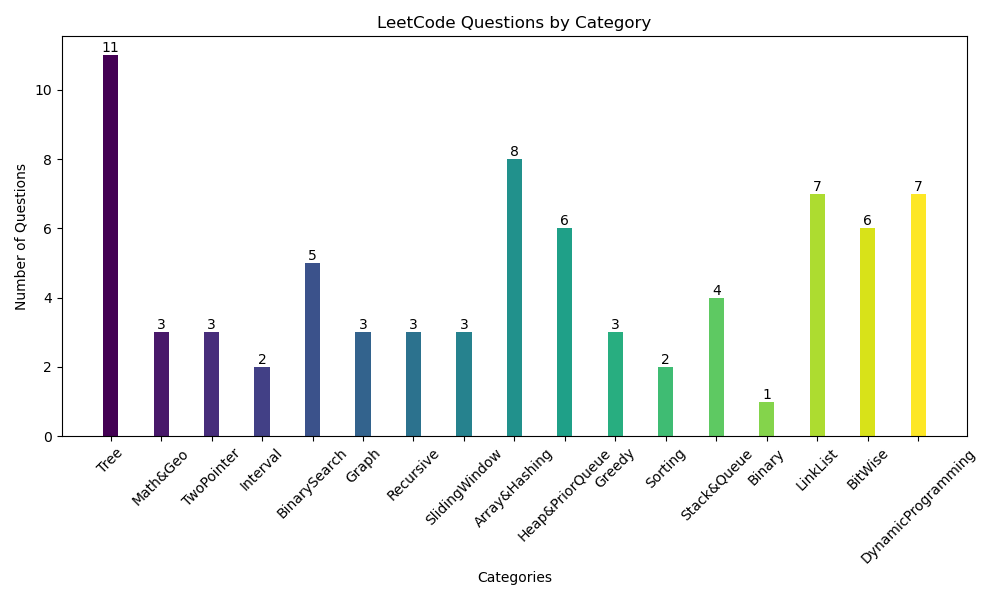 LeetCode Questions by Category
Number of Questions
10
8
6
4
2
0
11
3
3
2
5
3
3
3
8
6
3
2
4
1
7
6
7
Tree
Math&Geo
TwoPointer
Interval
BinarySearch
Graph
Recursive
SlidingWindow
Array&Hashing
Heap&PriorQueue
Greedy
Sorting
Stack&Queue
Binary
LinkList
BitWise
DynamicProgramming
Categories